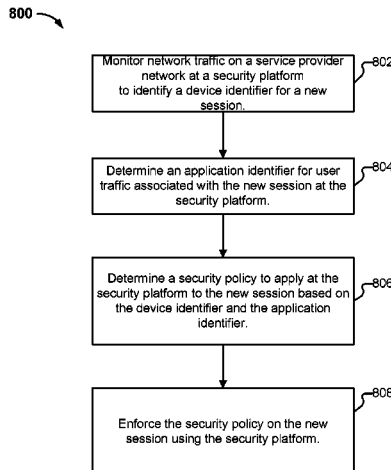 800
Monitor network traffic on a service provider
network at a security platform
to identify a device identifier for a new
session.
802
Determine an application identifier for user
traffic associated with the new session at the
security platform.
804
Determine a security policy to apply at the
security platform to the new session based on
the device identifier and the application
identifier.
806
Enforce the security policy on the new
session using the security platform.
808